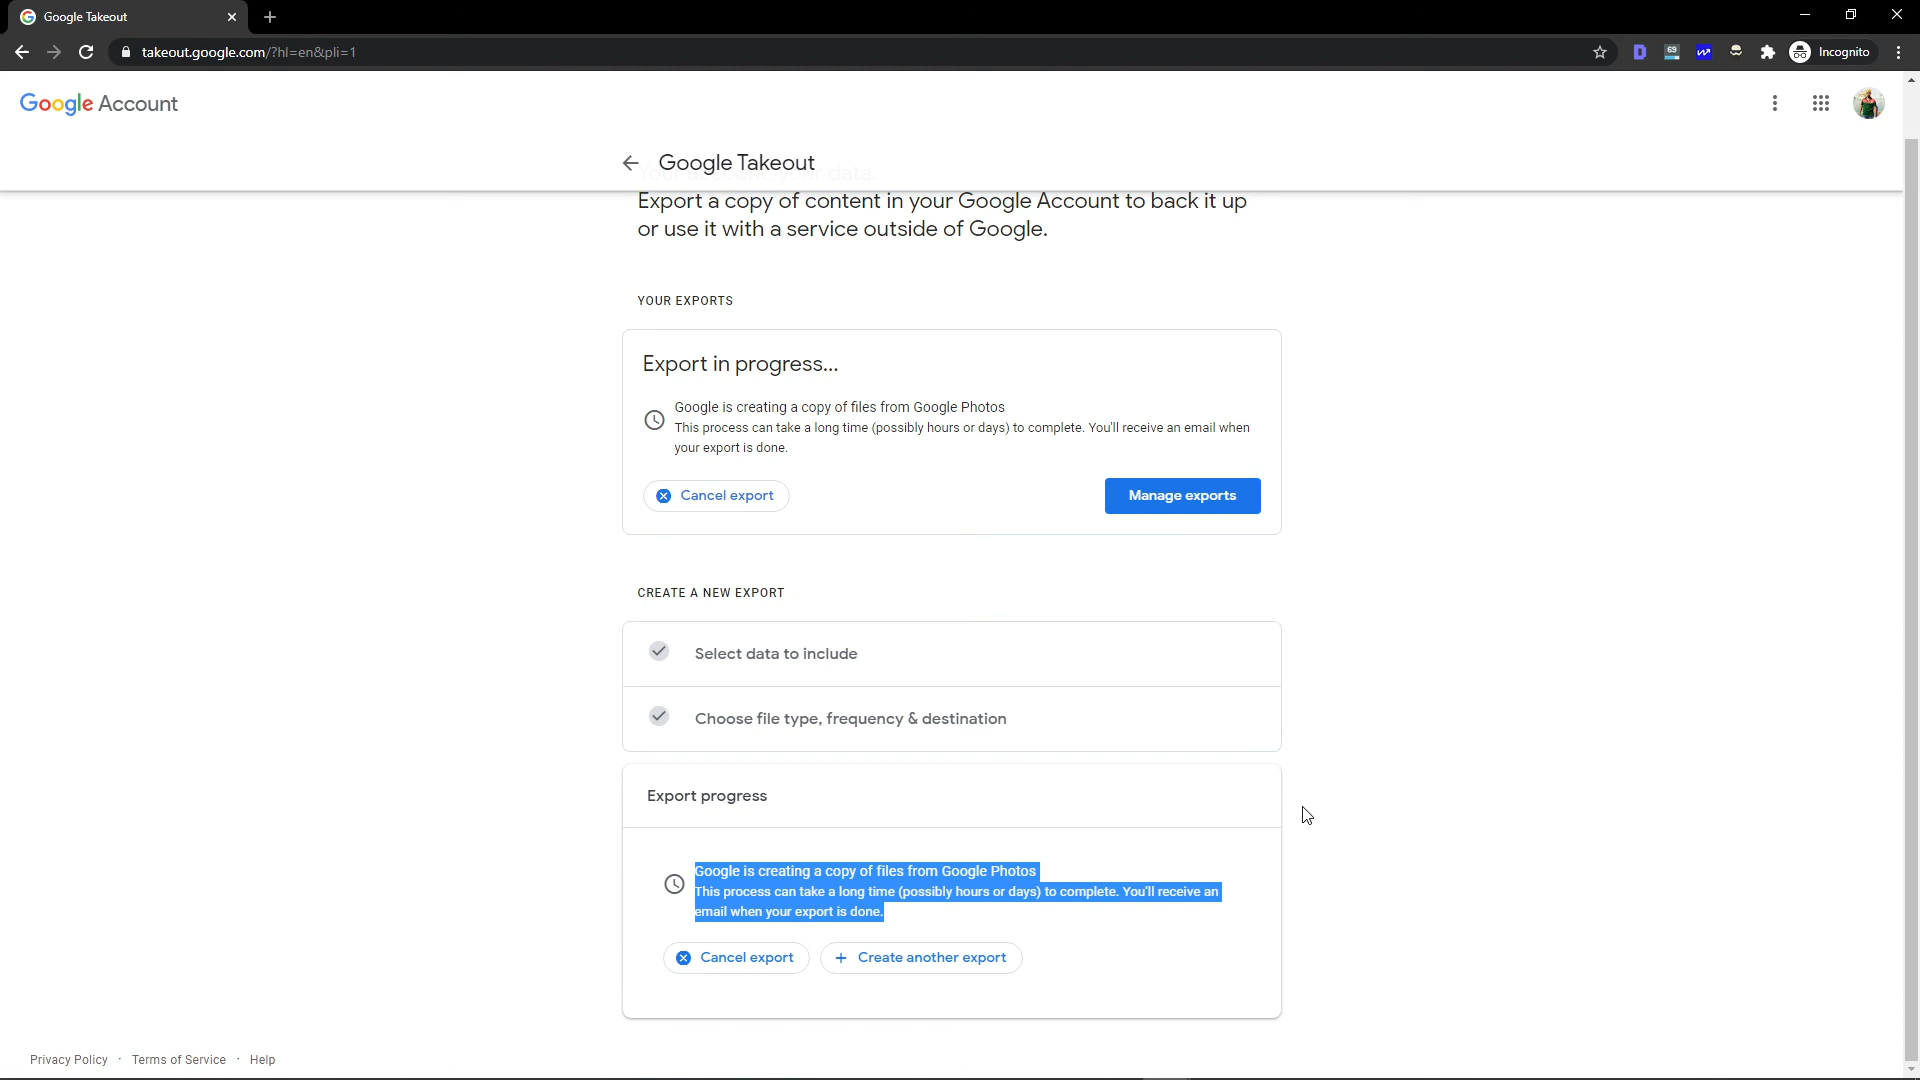 Google Takeout
takeout.google.com/?hl=en&pli=1
69
Incognito
Google Account
Google Takeout
Export a copy of content in your Google Account to back it up
or use it with a service outside of Google.
YOUR EXPORTS
Export in progress...
Google is creating a copy of files from Google Photos
This process can take a long time (possibly hours or days) to complete. You'll receive an email when
your export is done.
Cancel export
Manage exports
CREATE A NEW EXPORT
Select data to include
Choose file type, frequency & destination
Export progress
Google is creating a copy of files from Google Photos
This process can take a long time (possibly hours or days) to complete. You'll receive an
email when your export is done.
Cancel export
+ Create another export
Privacy Policy · Terms of Service · Help